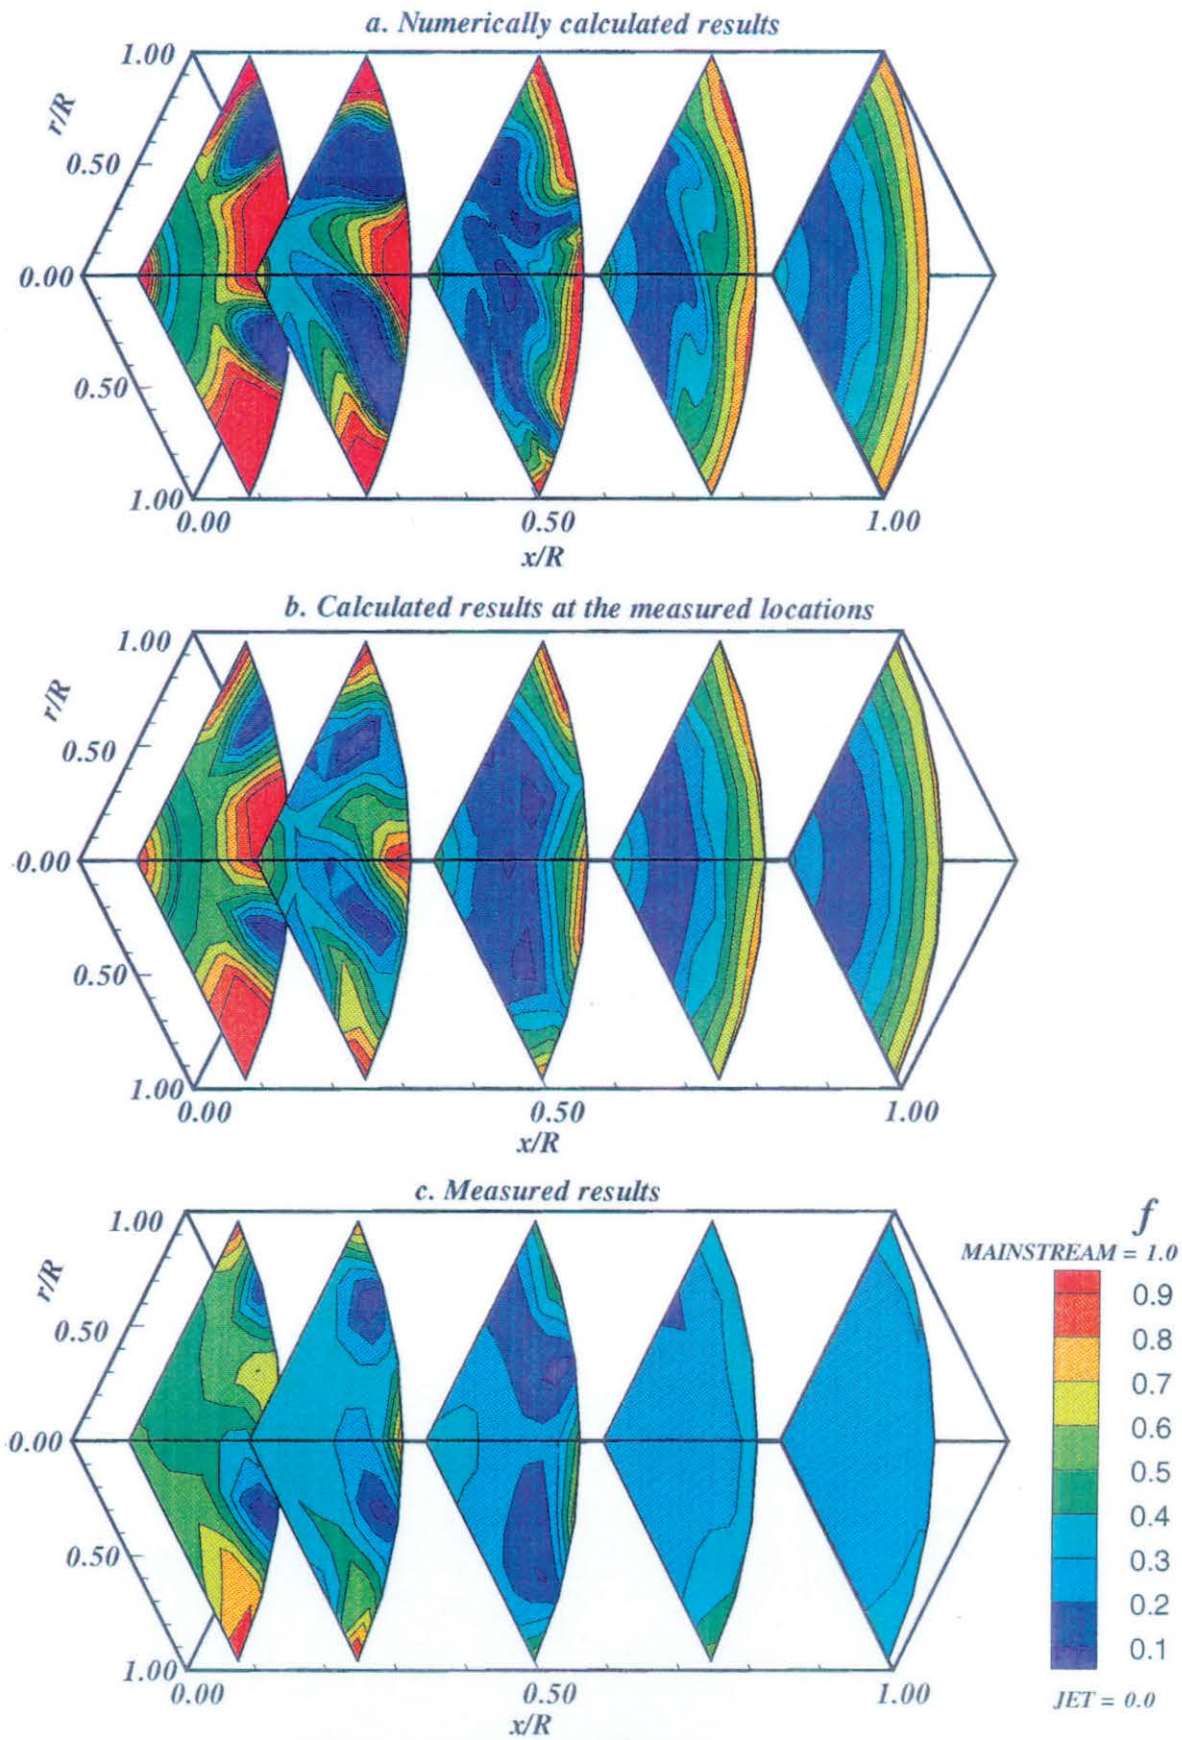 a. Numerically calculated results
1.00
r/R
0.50
0.00
0.50
1.00
0.00 0.50 1.00
x/R
b. Calculated results at the measured locations
1.00
r/R
0.50
0.00
0.50
1.00
0.00 0.50 1.00
x/R
c. Measured results
1.00
r/R
0.50
0.00
0.50
1.00
0.00 0.50 1.00
x/R
f
MAINSTREAM = 1.0
0.9
0.8
0.7
0.6
0.5
0.4
0.3
0.2
0.1
JET = 0.0